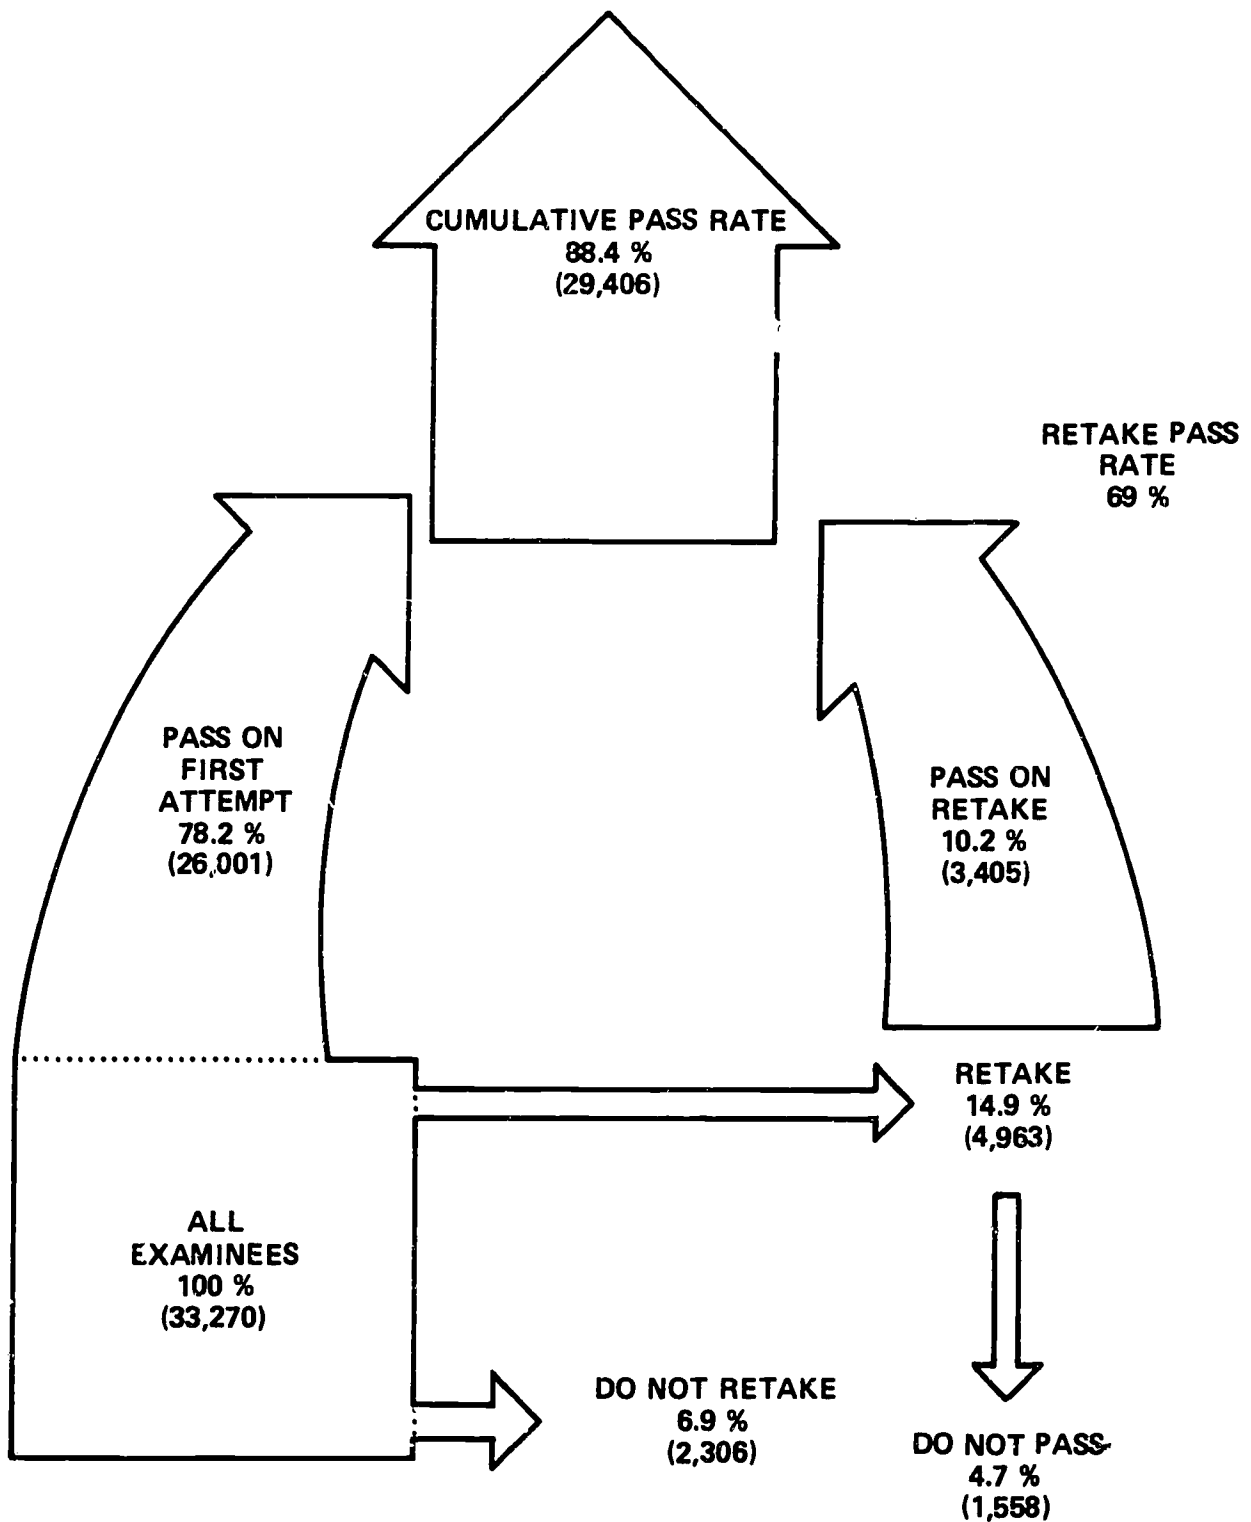 CUMULATIVE PASS RATE
88.4 %
(29,406)
RETAKE PASS
RATE
69 %
PASS ON
FIRST
ATTEMPT
78.2 %
(26,001)
PASS ON
RETAKE
10.2 %
(3,405)
RETAKE
14.9 %
(4,963)
ALL
EXAMINEES
100 %
(33,270)
DO NOT RETAKE
6.9 %
(2,306)
DO NOT PASS
4.7 %
(1,558)